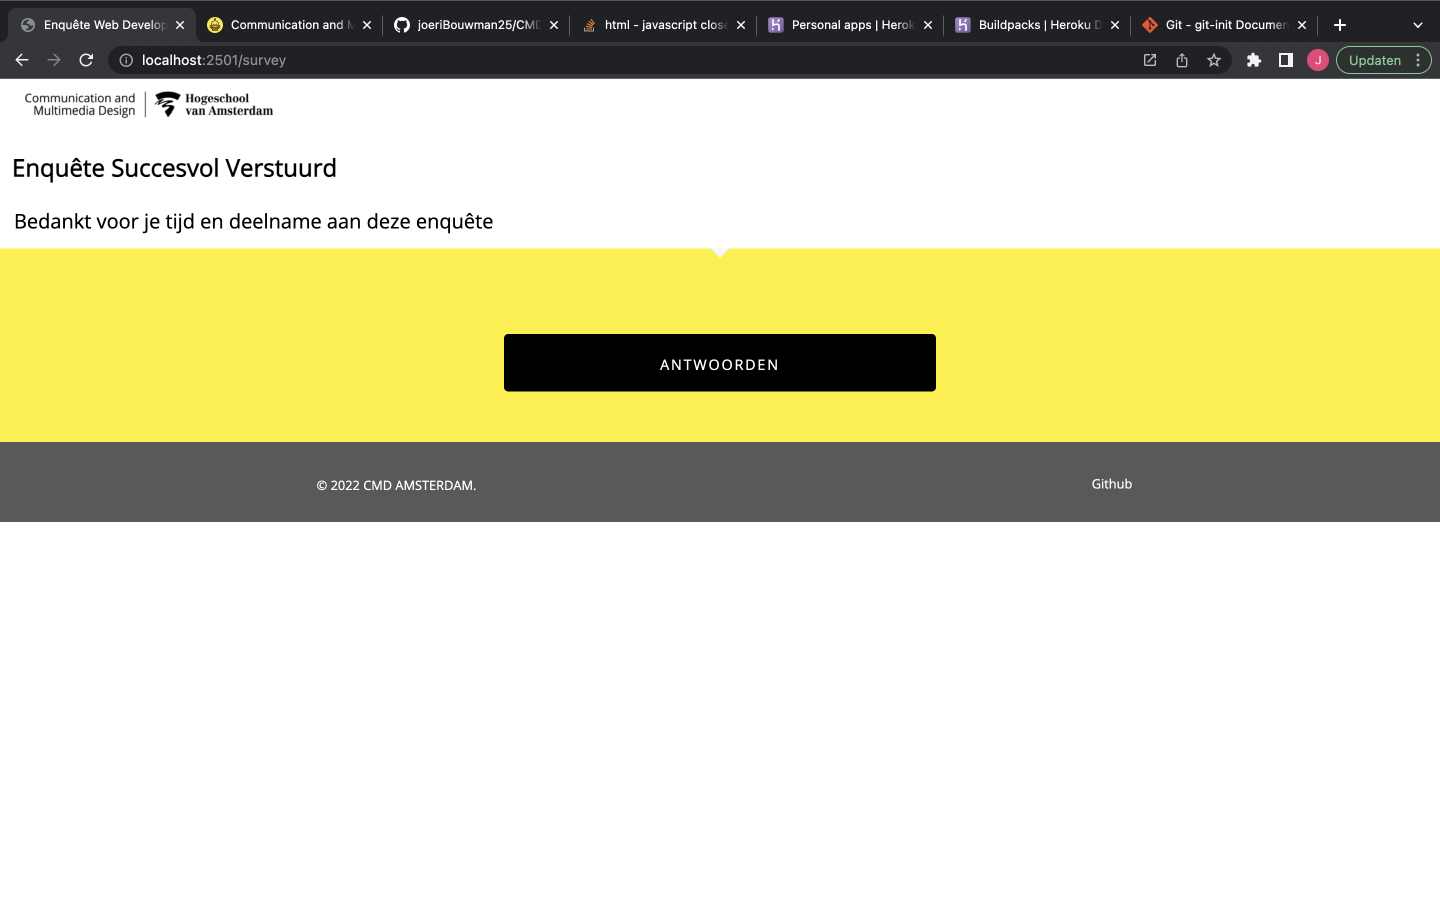 Enquête Web Develop
Communication and M
joeriBouwman25/CMD
html - javascript close
Personal apps | Herok
Buildpacks | Heroku D
Git - git-init Documen
localhost:2501/survey
J
Updaten
Communication and
Multimedia Design
Hogeschool
van Amsterdam
Enquête Succesvol Verstuurd
Bedankt voor je tijd en deelname aan deze enquête
ANTWOORDEN
© 2022 CMD AMSTERDAM.
Github